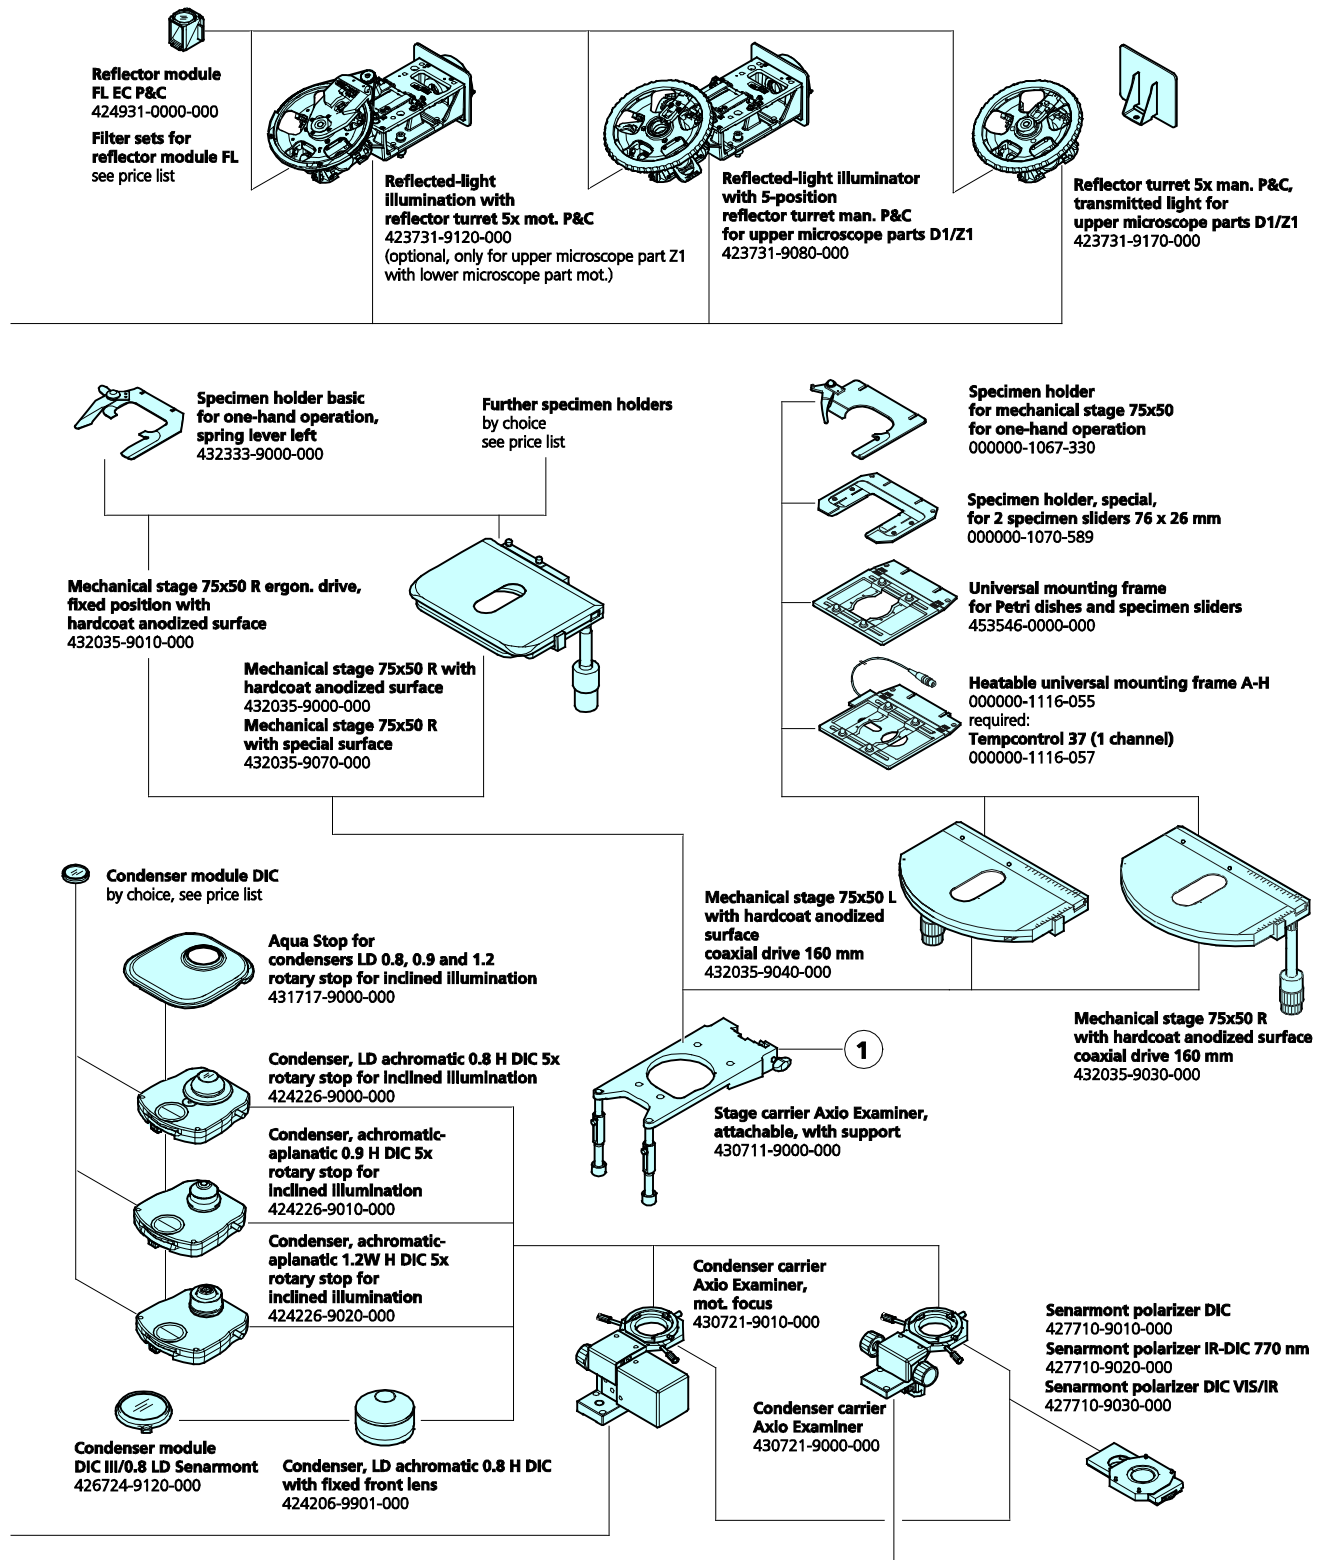 Reflector module
FL EC P&C
424931-0000-000
Filter sets for
reflector module FL
see price list
Reflected-light
illumination with
reflector turret 5x mot. P&C
423731-9120-000
(optional, only for upper microscope part Z1
with lower microscope part mot.)
Reflected-light illuminator
with 5-position
reflector turret man. P&C
for upper microscope parts D1/Z1
423731-9080-000
Reflector turret 5x man. P&C,
transmitted light for
upper microscope parts D1/Z1
423731-9170-000
Specimen holder basic
for one-hand operation,
spring lever left
432333-9000-000
Further specimen holders
by choice
see price list
Specimen holder
for mechanical stage 75x50
for one-hand operation
000000-1067-330
Specimen holder, special,
for 2 specimen sliders 76 x 26 mm
000000-1070-589
Mechanical stage 75x50 R ergon. drive,
fixed position with
hardcoat anodized surface
432035-9010-000
Universal mounting frame
for Petri dishes and specimen sliders
453546-0000-000
Mechanical stage 75x50 R with
hardcoat anodized surface
432035-9000-000
Mechanical stage 75x50 R
with special surface
432035-9070-000
Heatable universal mounting frame A-H
000000-1116-055
required:
Tempcontrol 37 (1 channel)
000000-1116-057
Condenser module DIC
by choice, see price list
Mechanical stage 75x50 L
with hardcoat anodized
surface
coaxial drive 160 mm
432035-9040-000
Aqua Stop for
condensers LD 0.8, 0.9 and 1.2
rotary stop for inclined illumination
431717-9000-000
Mechanical stage 75x50 R
with hardcoat anodized surface
coaxial drive 160 mm
432035-9030-000
1
Condenser, LD achromatic 0.8 H DIC 5x
rotary stop for inclined illumination
424226-9000-000
Stage carrier Axio Examiner,
attachable, with support
430711-9000-000
Condenser, achromatic-
aplanatic 0.9 H DIC 5x
rotary stop for
inclined illumination
424226-9010-000
Condenser, achromatic-
aplanatic 1.2W H DIC 5x
rotary stop for
inclined illumination
424226-9020-000
Condenser carrier
Axio Examiner,
mot. focus
430721-9010-000
Senarmont polarizer DIC
427710-9010-000
Senarmont polarizer IR-DIC 770 nm
427710-9020-000
Senarmont polarizer DIC VIS/IR
427710-9030-000
Condenser carrier
Axio Examiner
430721-9000-000
Condenser module
DIC III/0.8 LD Senarmont
426724-9120-000
Condenser, LD achromatic 0.8 H DIC
with fixed front lens
424206-9901-000